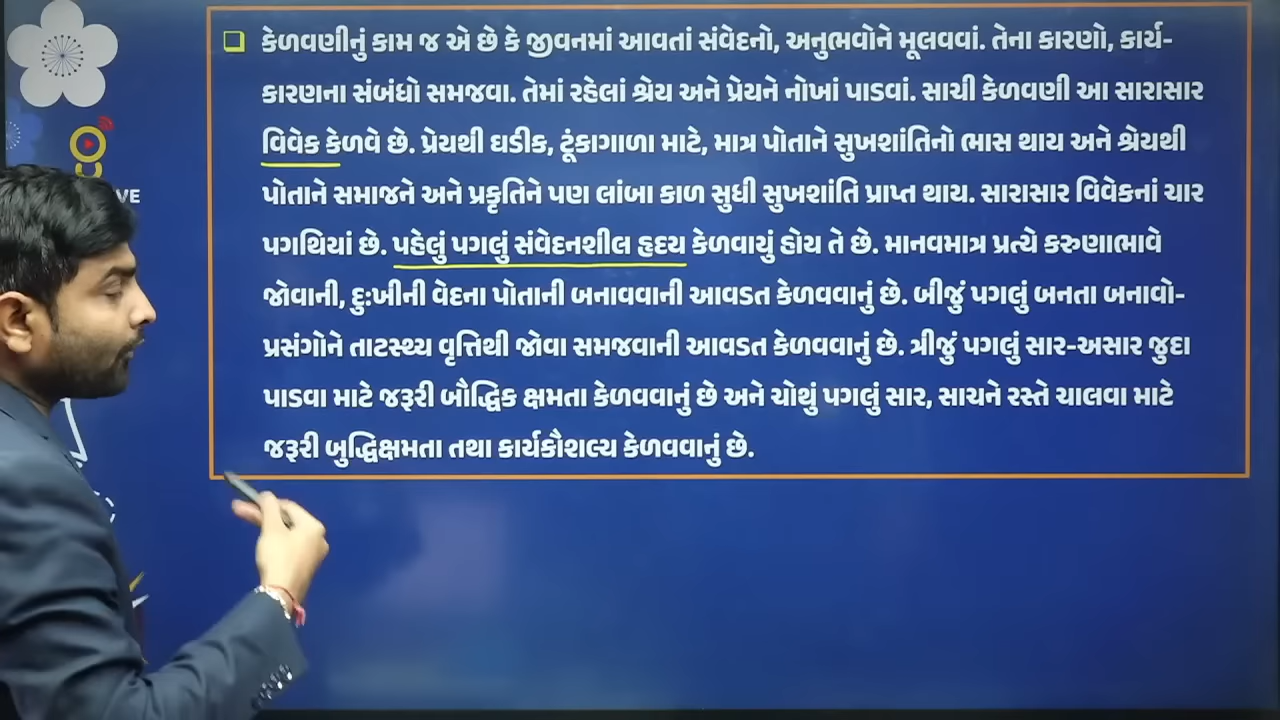 કેળવણીનું કામ જ એ છે કે જીવનમાં આવતાં સંવેદનો, અનુભવોને મૂલવવાં. તેના કારણો, કાર્ય-
કારણના સંબંધો સમજવા. તેમાં રહેલાં શ્રેય અને પ્રેયને નોખાં પાડવાં. સાચી કેળવણી આ સારાસાર
વિવેક કેળવે છે. પ્રેયથી ઘડીક, ટૂંકાગાળા માટે, માત્ર પોતાને સુખશાંતિનો ભાસ થાય અને શ્રેયથી
પોતાને સમાજને અને પ્રકૃતિને પણ લાંબા કાળ સુધી સુખશાંતિ પ્રાપ્ત થાય. સારાસાર વિવેકનાં ચાર
પગથિયાં છે. પહેલું પગલું સંવેદનશીલ હૃદય કેળવાયું હોય તે છે. માનવમાત્ર પ્રત્યે કરુણાભાવે
જોવાની, દુઃખીની વેદના પોતાની બનાવવાની આવડત કેળવવાનું છે. બીજું પગલું બનતા બનાવો-
પ્રસંગોને તાટસ્થ્ય વૃત્તિથી જોવા સમજવાની આવડત કેળવવાનું છે. ત્રીજું પગલું સાર-અસાર જુદા
પાડવા માટે જરૂરી બૌદ્ધિક ક્ષમતા કેળવવાનું છે અને ચોથું પગલું સાર, સાચને રસ્તે ચાલવા માટે
જરૂરી બુદ્ધિક્ષમતા તથા કાર્યકૌશલ્ય કેળવવાનું છે.
VE